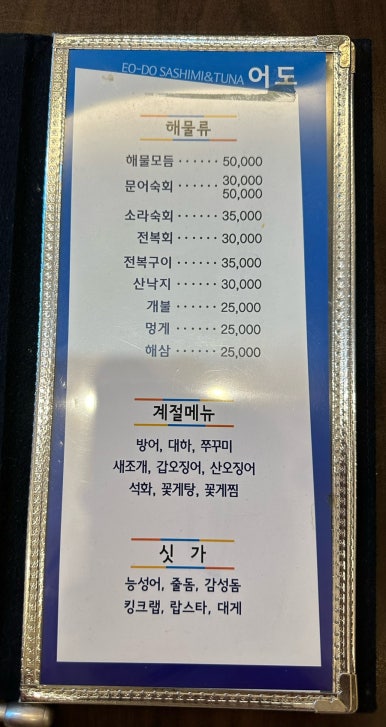 EO-DO SASHIMI&TUNA 어도
해물류
해물모듬 ······ 50,000
문어숙회 ······ 30,000
50,000
소라숙회 ······ 35,000
전복회 ······ 30,000
전복구이 ······ 35,000
산낙지 ······ 30,000
개불 ······ 25,000
멍게 ······ 25,000
해삼 ······ 25,000
계절메뉴
방어, 대하, 쭈꾸미
새조개, 갑오징어, 산오징어
석화, 꽃게탕, 꽃게찜
싯 가
능성어, 줄돔, 감성돔
킹크랩, 랍스타, 대게